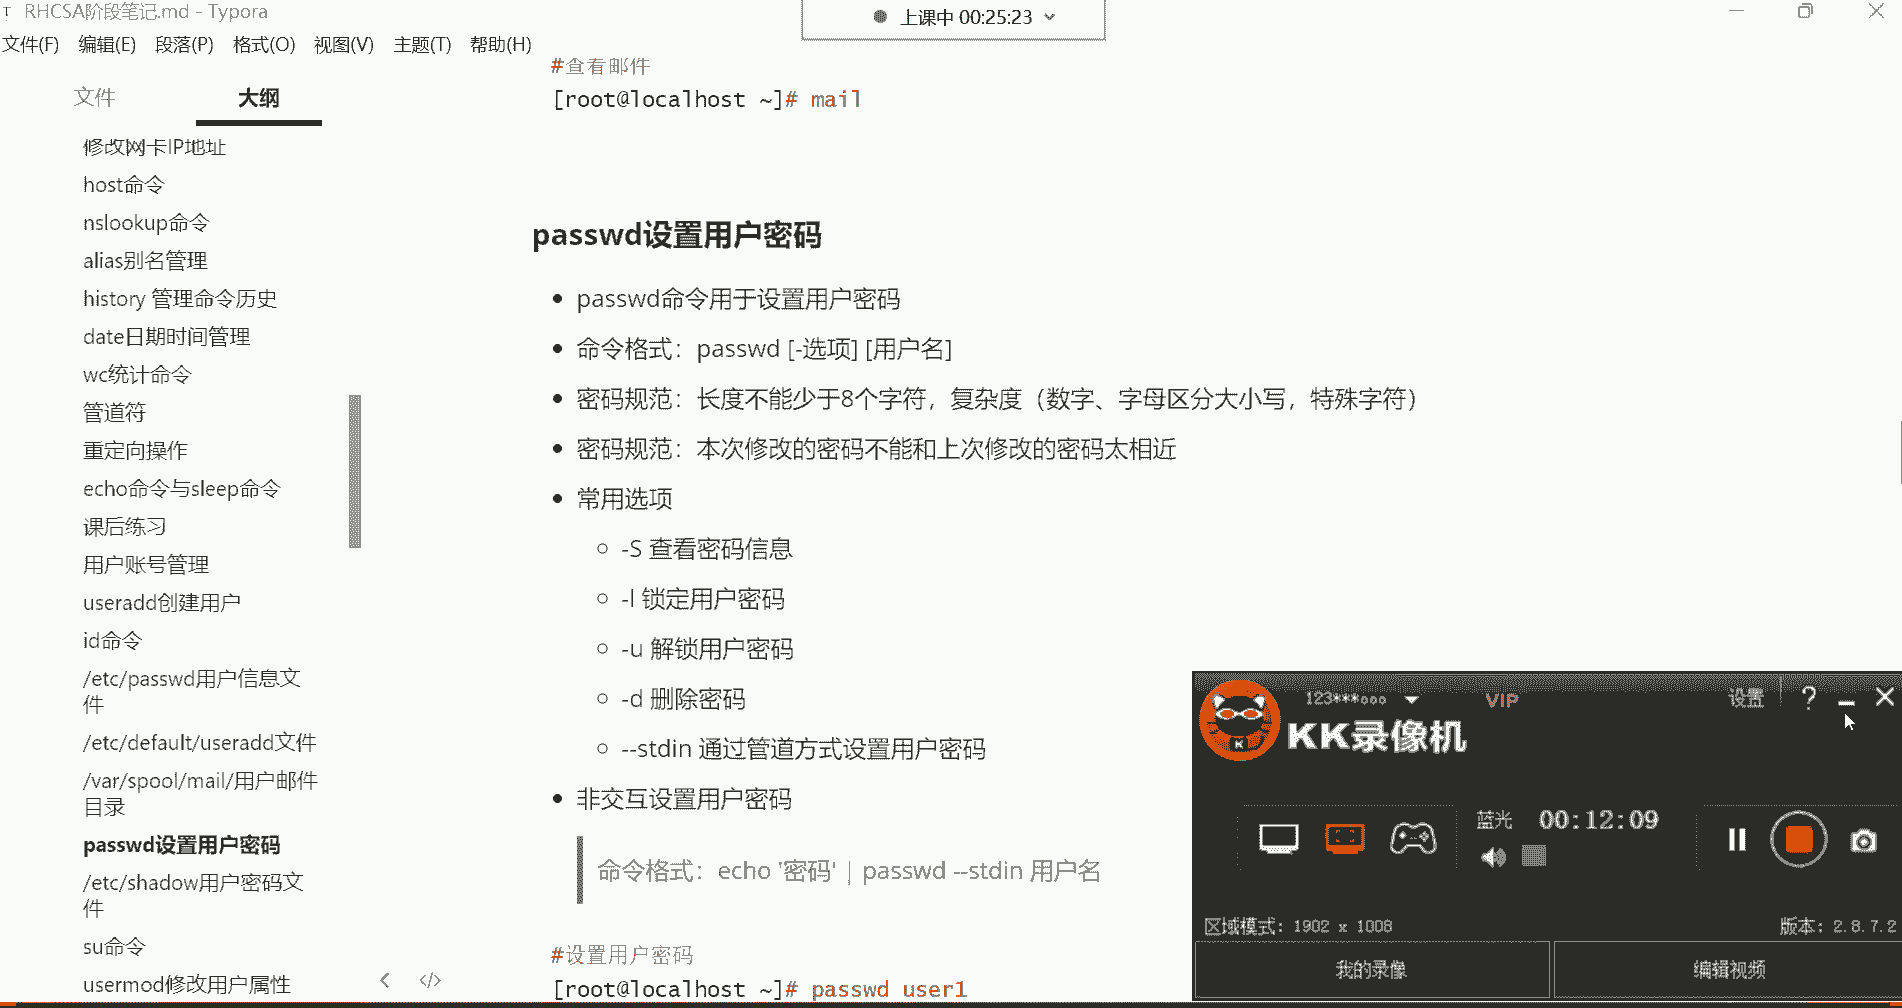 RHCSA阶段笔记.md - Typora
上课中 00:25:23
文件(F) 编辑(E) 段落(P) 格式(O) 视图(V) 主题(T) 帮助(H)
文件 大纲
修改网卡IP地址
host命令
nslookup命令
alias别名管理
history 管理命令历史
date日期时间管理
wc统计命令
管道符
重定向操作
echo命令与sleep命令
课后练习
用户账号管理
useradd创建用户
id命令
/etc/passwd用户信息文
件
/etc/default/useradd文件
/var/spool/mail/用户邮件
目录
passwd设置用户密码
/etc/shadow用户密码文
件
su命令
usermod修改用户属性
#查看邮件
[root@localhost ~]# mail
passwd设置用户密码
passwd命令用于设置用户密码
命令格式：passwd [-选项] [用户名]
密码规范：长度不能少于8个字符，复杂度（数字、字母区分大小写，特殊字符）
密码规范：本次修改的密码不能和上次修改的密码太相近
常用选项
-S 查看密码信息
-l 锁定用户密码
-u 解锁用户密码
-d 删除密码
--stdin 通过管道方式设置用户密码
非交互设置用户密码
命令格式：echo '密码' | passwd --stdin 用户名
#设置用户密码
[root@localhost ~]# passwd user1
123***ooo VIP 设置 ?
KK录像机
蓝光 00:12:09
区域模式：1902 x 1008 版本：2.8.7.2
我的录像 编辑视频